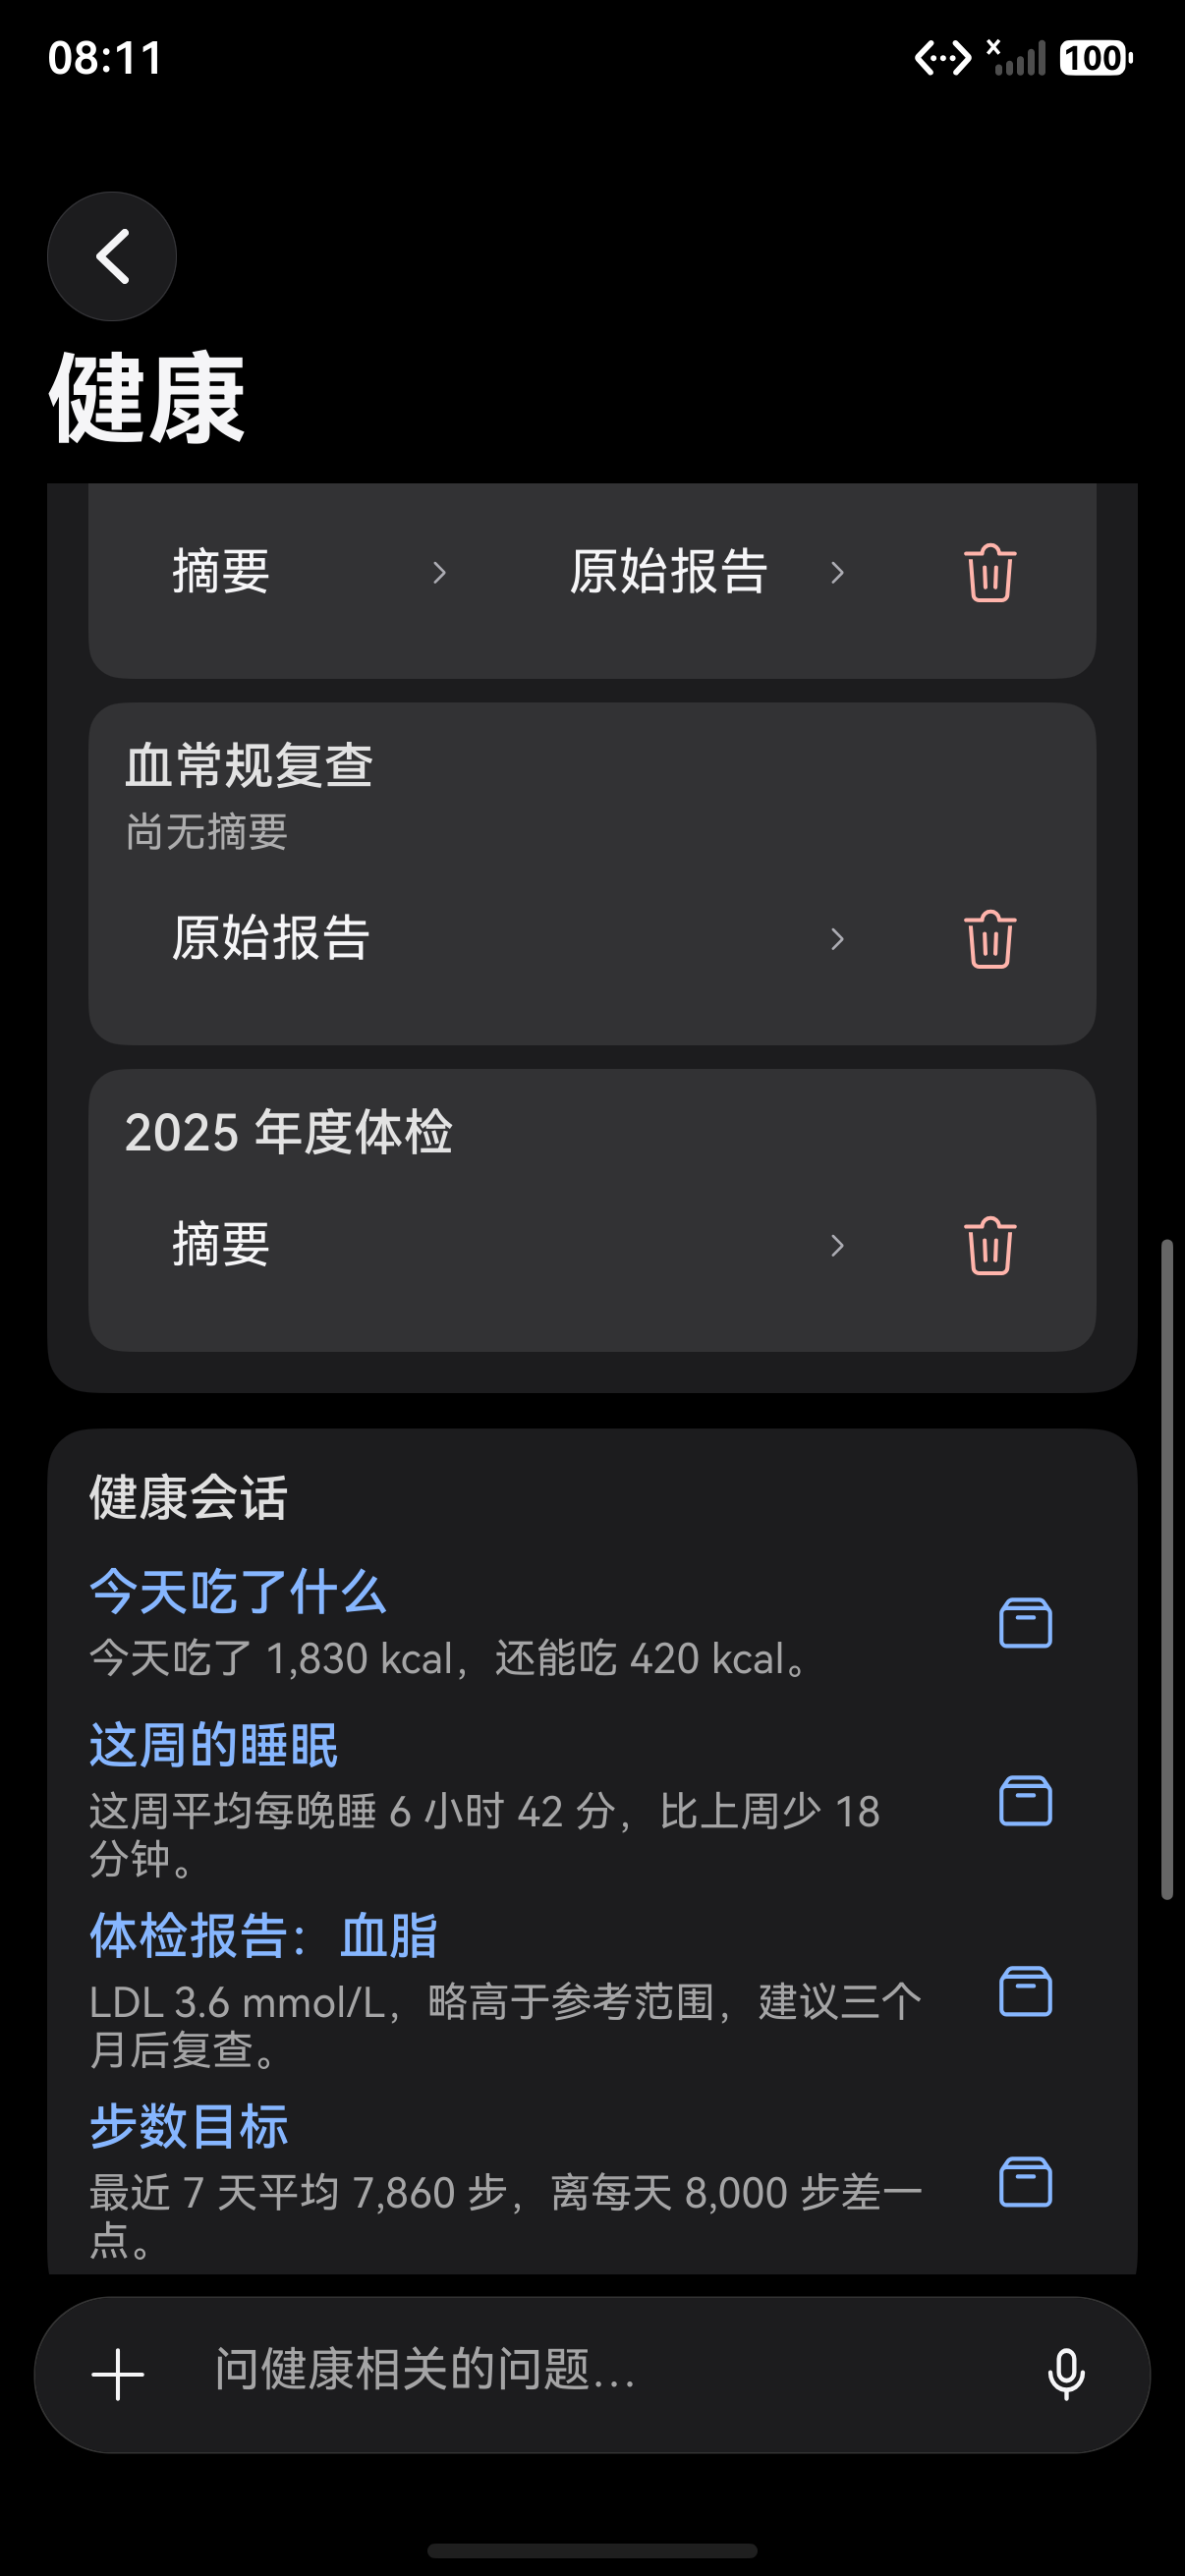 08:11
100
健康
摘要
原始报告
血常规复查
尚无摘要
原始报告
2025 年度体检
摘要
健康会话
今天吃了什么
今天吃了 1,830 kcal，还能吃 420 kcal。
这周的睡眠
这周平均每晚睡 6 小时 42 分，比上周少 18
分钟。
体检报告：血脂
LDL 3.6 mmol/L，略高于参考范围，建议三个
月后复查。
步数目标
最近 7 天平均 7,860 步，离每天 8,000 步差一
点。
问健康相关的问题…